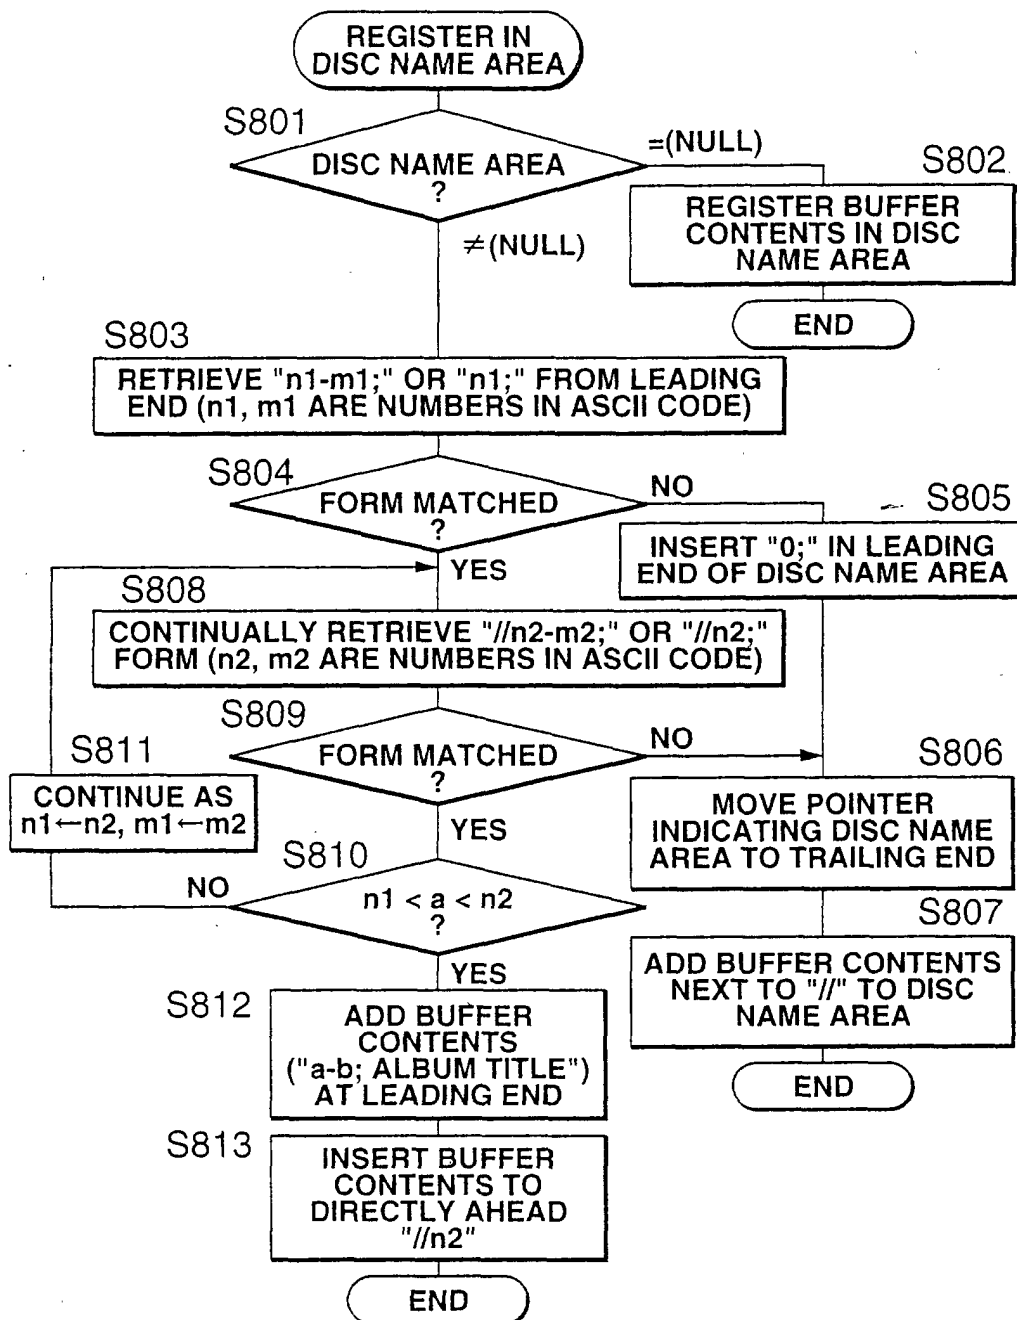 REGISTER IN
DISC NAME AREA
S801
DISC NAME AREA
?
=(NULL)
≠(NULL)
S802
REGISTER BUFFER
CONTENTS IN DISC
NAME AREA
END
S803
RETRIEVE "n1-m1;" OR "n1;" FROM LEADING
END (n1, m1 ARE NUMBERS IN ASCII CODE)
S804
FORM MATCHED
?
NO
YES
S805
INSERT "0;" IN LEADING
END OF DISC NAME AREA
S808
CONTINUALLY RETRIEVE "//n2-m2;" OR "//n2;"
FORM (n2, m2 ARE NUMBERS IN ASCII CODE)
S809
FORM MATCHED
?
NO
YES
S811
CONTINUE AS
n1←n2, m1←m2
S806
MOVE POINTER
INDICATING DISC NAME
AREA TO TRAILING END
S810
n1 < a < n2
?
NO
YES
S807
ADD BUFFER CONTENTS
NEXT TO "//" TO DISC
NAME AREA
END
S812
ADD BUFFER
CONTENTS
("a-b; ALBUM TITLE")
AT LEADING END
S813
INSERT BUFFER
CONTENTS TO
DIRECTLY AHEAD
"//n2"
END